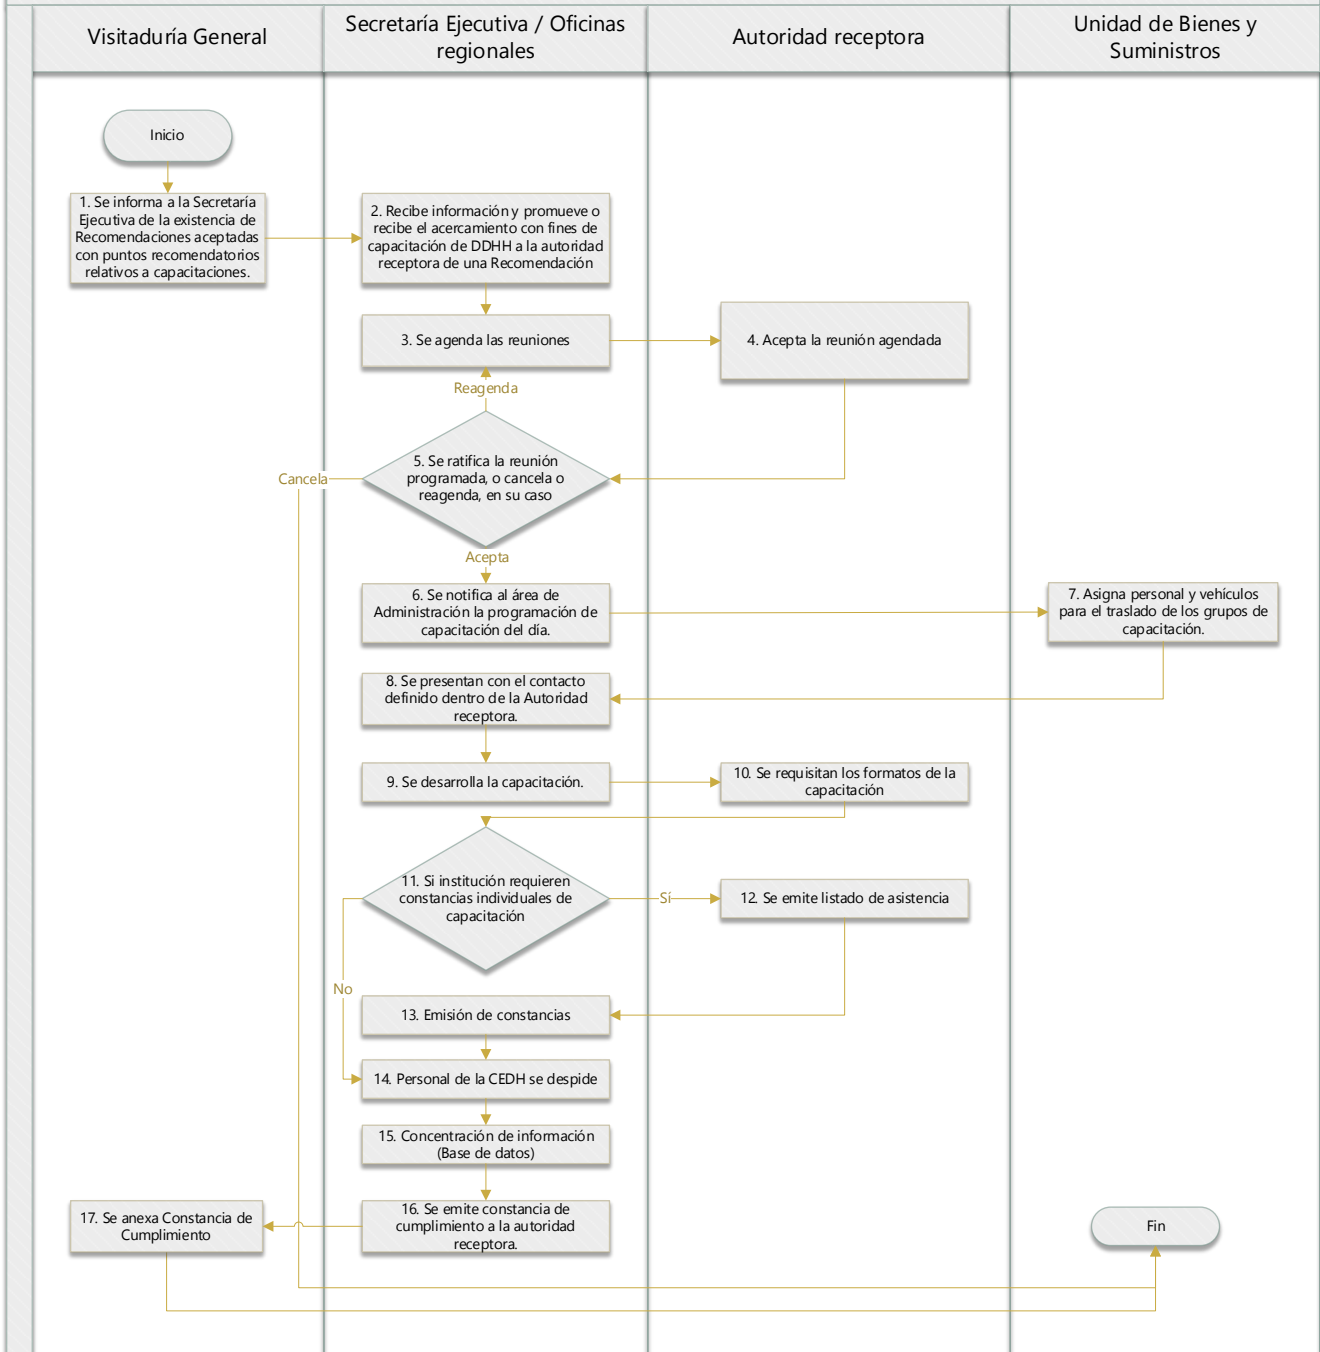 Visitaduría General
Secretaría Ejecutiva / Oficinas
regionales
Autoridad receptora
Unidad de Bienes y
Suministros
Inicio
1. Se informa a la Secretaría
Ejecutiva de la existencia de
Recomendaciones aceptadas
con puntos recomendatorios
relativos a capacitaciones.
2. Recibe información y promueve o
recibe el acercamiento con fines de
capacitación de DDHH a la autoridad
receptora de una Recomendación
3. Se agenda las reuniones
4. Acepta la reunión agendada
Reagenda
5. Se ratifica la reunión
programada, o cancela o
reagenda, en su caso
Cancela
Acepta
6. Se notifica al área de
Administración la programación de
capacitación del día.
7. Asigna personal y vehículos
para el traslado de los grupos de
capacitación.
8. Se presentan con el contacto
definido dentro de la Autoridad
receptora.
9. Se desarrolla la capacitación.
10. Se requisitan los formatos de la
capacitación
11. Si institución requieren
constancias individuales de
capacitación
Sí
12. Se emite listado de asistencia
No
13. Emisión de constancias
14. Personal de la CEDH se despide
15. Concentración de información
(Base de datos)
16. Se emite constancia de
cumplimiento a la autoridad
receptora.
17. Se anexa Constancia de
Cumplimiento
Fin